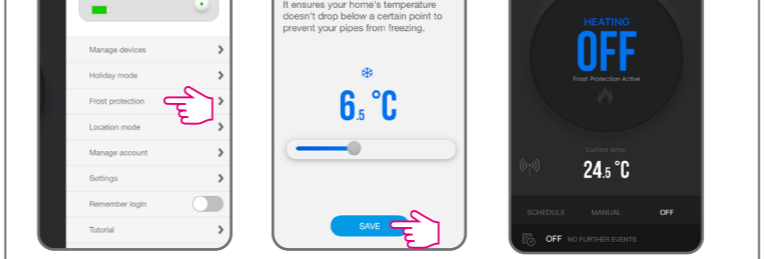 Manage devices
Holiday mode
Frost protection
Location mode
Manage account
Settings
Remember login
Tutorial
It ensures your home's temperature
doesn't drop below a certain point to
prevent your pipes from freezing.
6.5 °C
SAVE
HEATING
OFF
Frost Protection Active
Current temp
24.5 °C
SCHEDULE MANUAL OFF
OFF NO FURTHER EVENTS